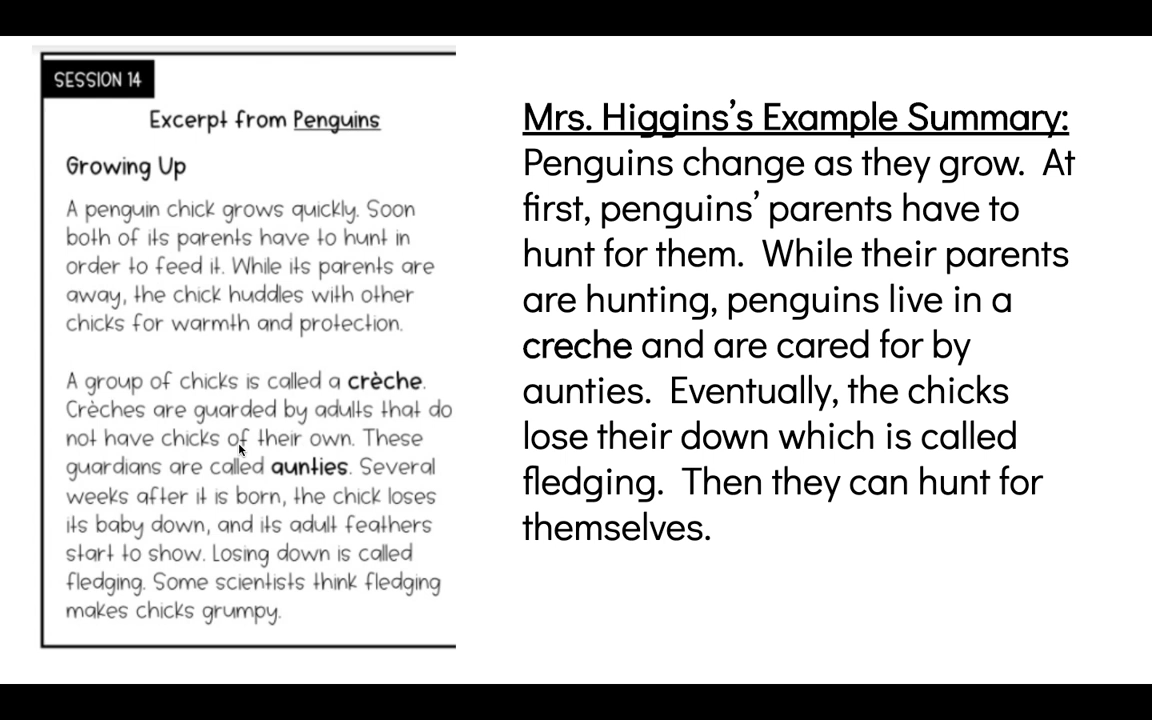 SESSION 14
Excerpt from Penguins
Growing Up
A penguin chick grows quickly. Soon
both of its parents have to hunt in
order to feed it. While its parents are
away, the chick huddles with other
chicks for warmth and protection.
A group of chicks is called a crèche.
Crèches are guarded by adults that do
not have chicks of their own. These
guardians are called aunties. Several
weeks after it is born, the chick loses
its baby down, and its adult feathers
start to show. Losing down is called
fledging. Some scientists think fledging
makes chicks grumpy.
Mrs. Higgins’s Example Summary:
Penguins change as they grow. At
first, penguins’ parents have to
hunt for them. While their parents
are hunting, penguins live in a
creche and are cared for by
aunties. Eventually, the chicks
lose their down which is called
fledging. Then they can hunt for
themselves.